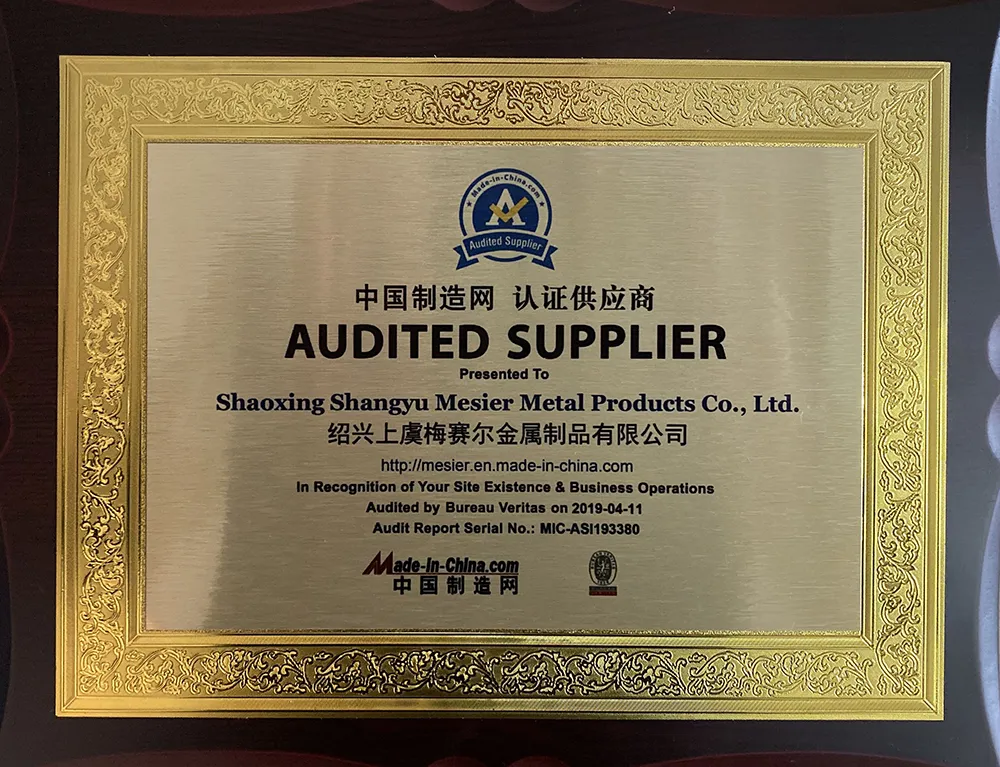 Made-in-China.com
A
Audited Supplier
中国制造网 认证供应商
AUDITED SUPPLIER
Presented To
Shaoxing Shangyu Mesier Metal Products Co., Ltd.
绍兴上虞梅赛尔金属制品有限公司
http://mesier.en.made-in-china.com
In Recognition of Your Site Existence & Business Operations
Audited by Bureau Veritas on 2019-04-11
Audit Report Serial No.: MIC-ASI193380
Made-in-China.com
中国制造网